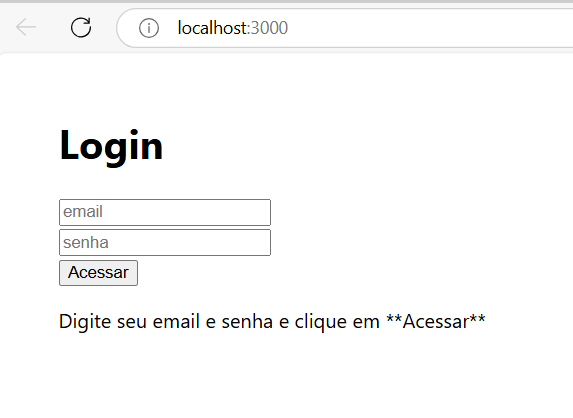 localhost:3000
Login
email
senha
Acessar
Digite seu email e senha e clique em **Acessar**